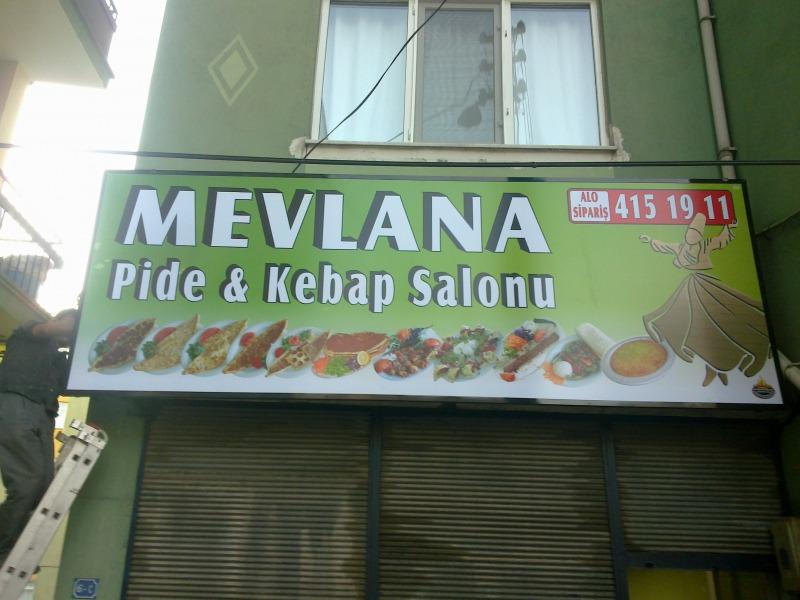 MEVLANA
Pide & Kebap Salonu
ALO
SİPARİŞ
415 19 11